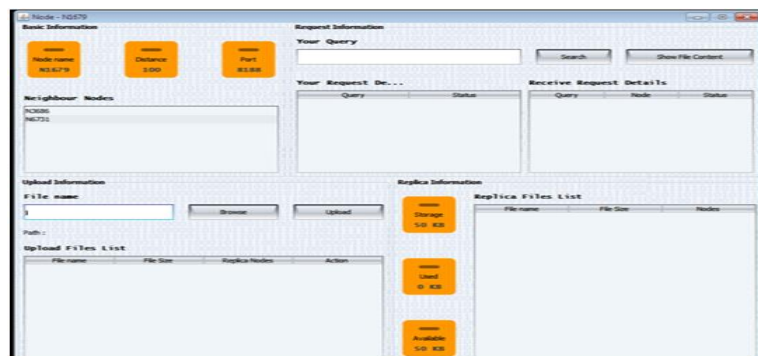 Node - N1679
Basic Information
Node name
N1679
Distance
100
Port
8188
Neighbour Nodes
N3686
N6731
Request Information
Your Query
Search
Show File Content
Your Request De...
Query Status
Receive Request Details
Query Node Status
Upload Information
File name
Browse
Upload
Path :
Upload Files List
File name File Size Replica Nodes Action
Replica Information
Storage
50 KB
Used
0 KB
Available
50 KB
Replica Files List
File name File Size Nodes